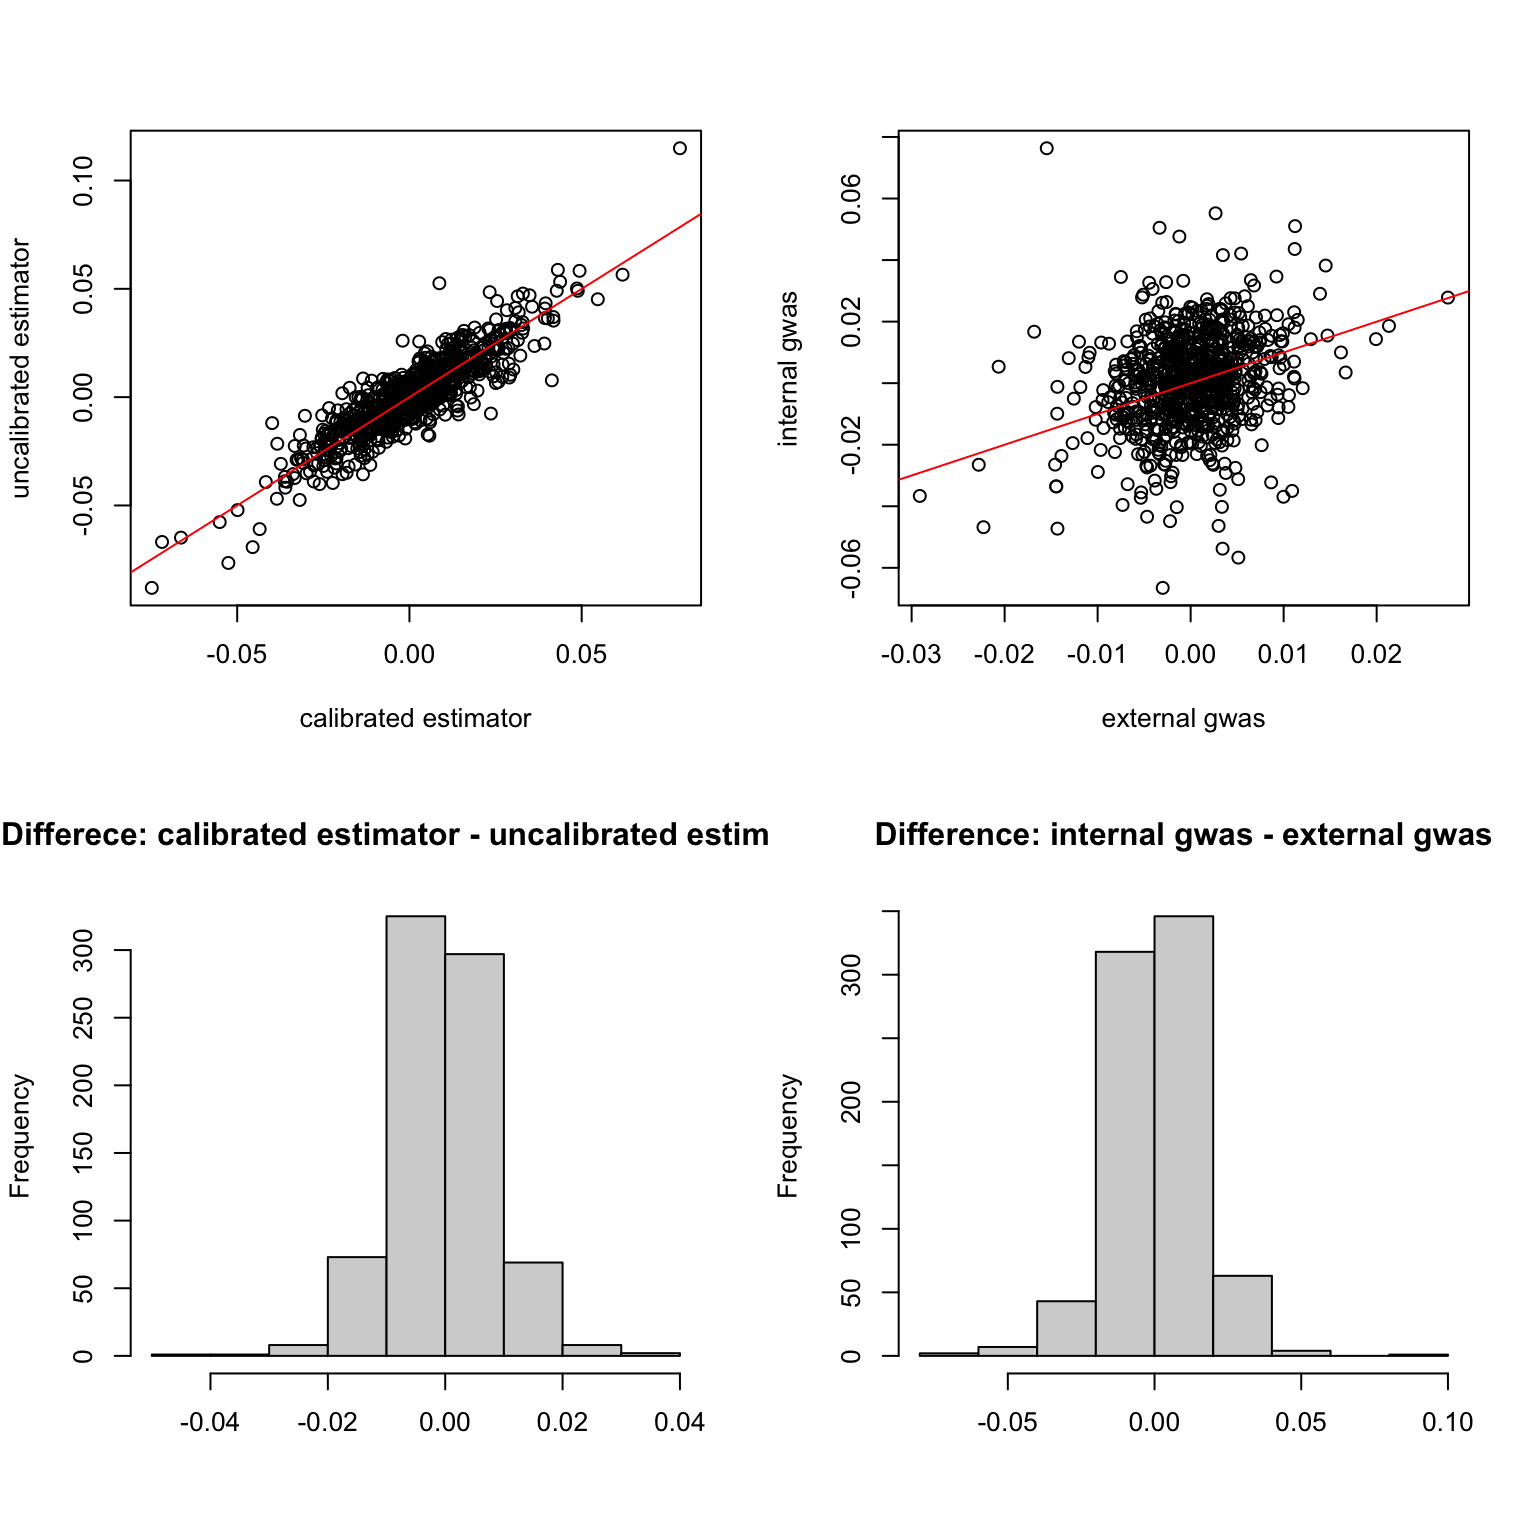 uncalibrated estimator
-0.05 0.00 0.05 0.10
-0.05 0.00 0.05
calibrated estimator
internal gwas
-0.06 -0.02 0.02 0.06
-0.03 -0.02 -0.01 0.00 0.01 0.02
external gwas
Differece: calibrated estimator - uncalibrated estim
Frequency
0 50 100 150 200 250 300
-0.04 -0.02 0.00 0.02 0.04
Difference: internal gwas - external gwas
Frequency
0 50 100 200 300
-0.05 0.00 0.05 0.10